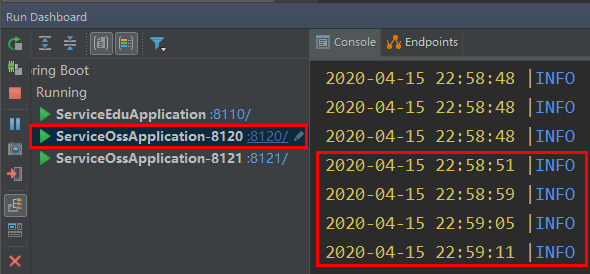 Run Dashboard
ring Boot
Running
ServiceEduApplication :8110/
ServiceOssApplication-8120 :8120/
ServiceOssApplication-8121 :8121/
Console Endpoints
2020-04-15 22:58:48 |INFO
2020-04-15 22:58:48 |INFO
2020-04-15 22:58:48 |INFO
2020-04-15 22:58:51 |INFO
2020-04-15 22:58:59 |INFO
2020-04-15 22:59:05 |INFO
2020-04-15 22:59:11 |INFO